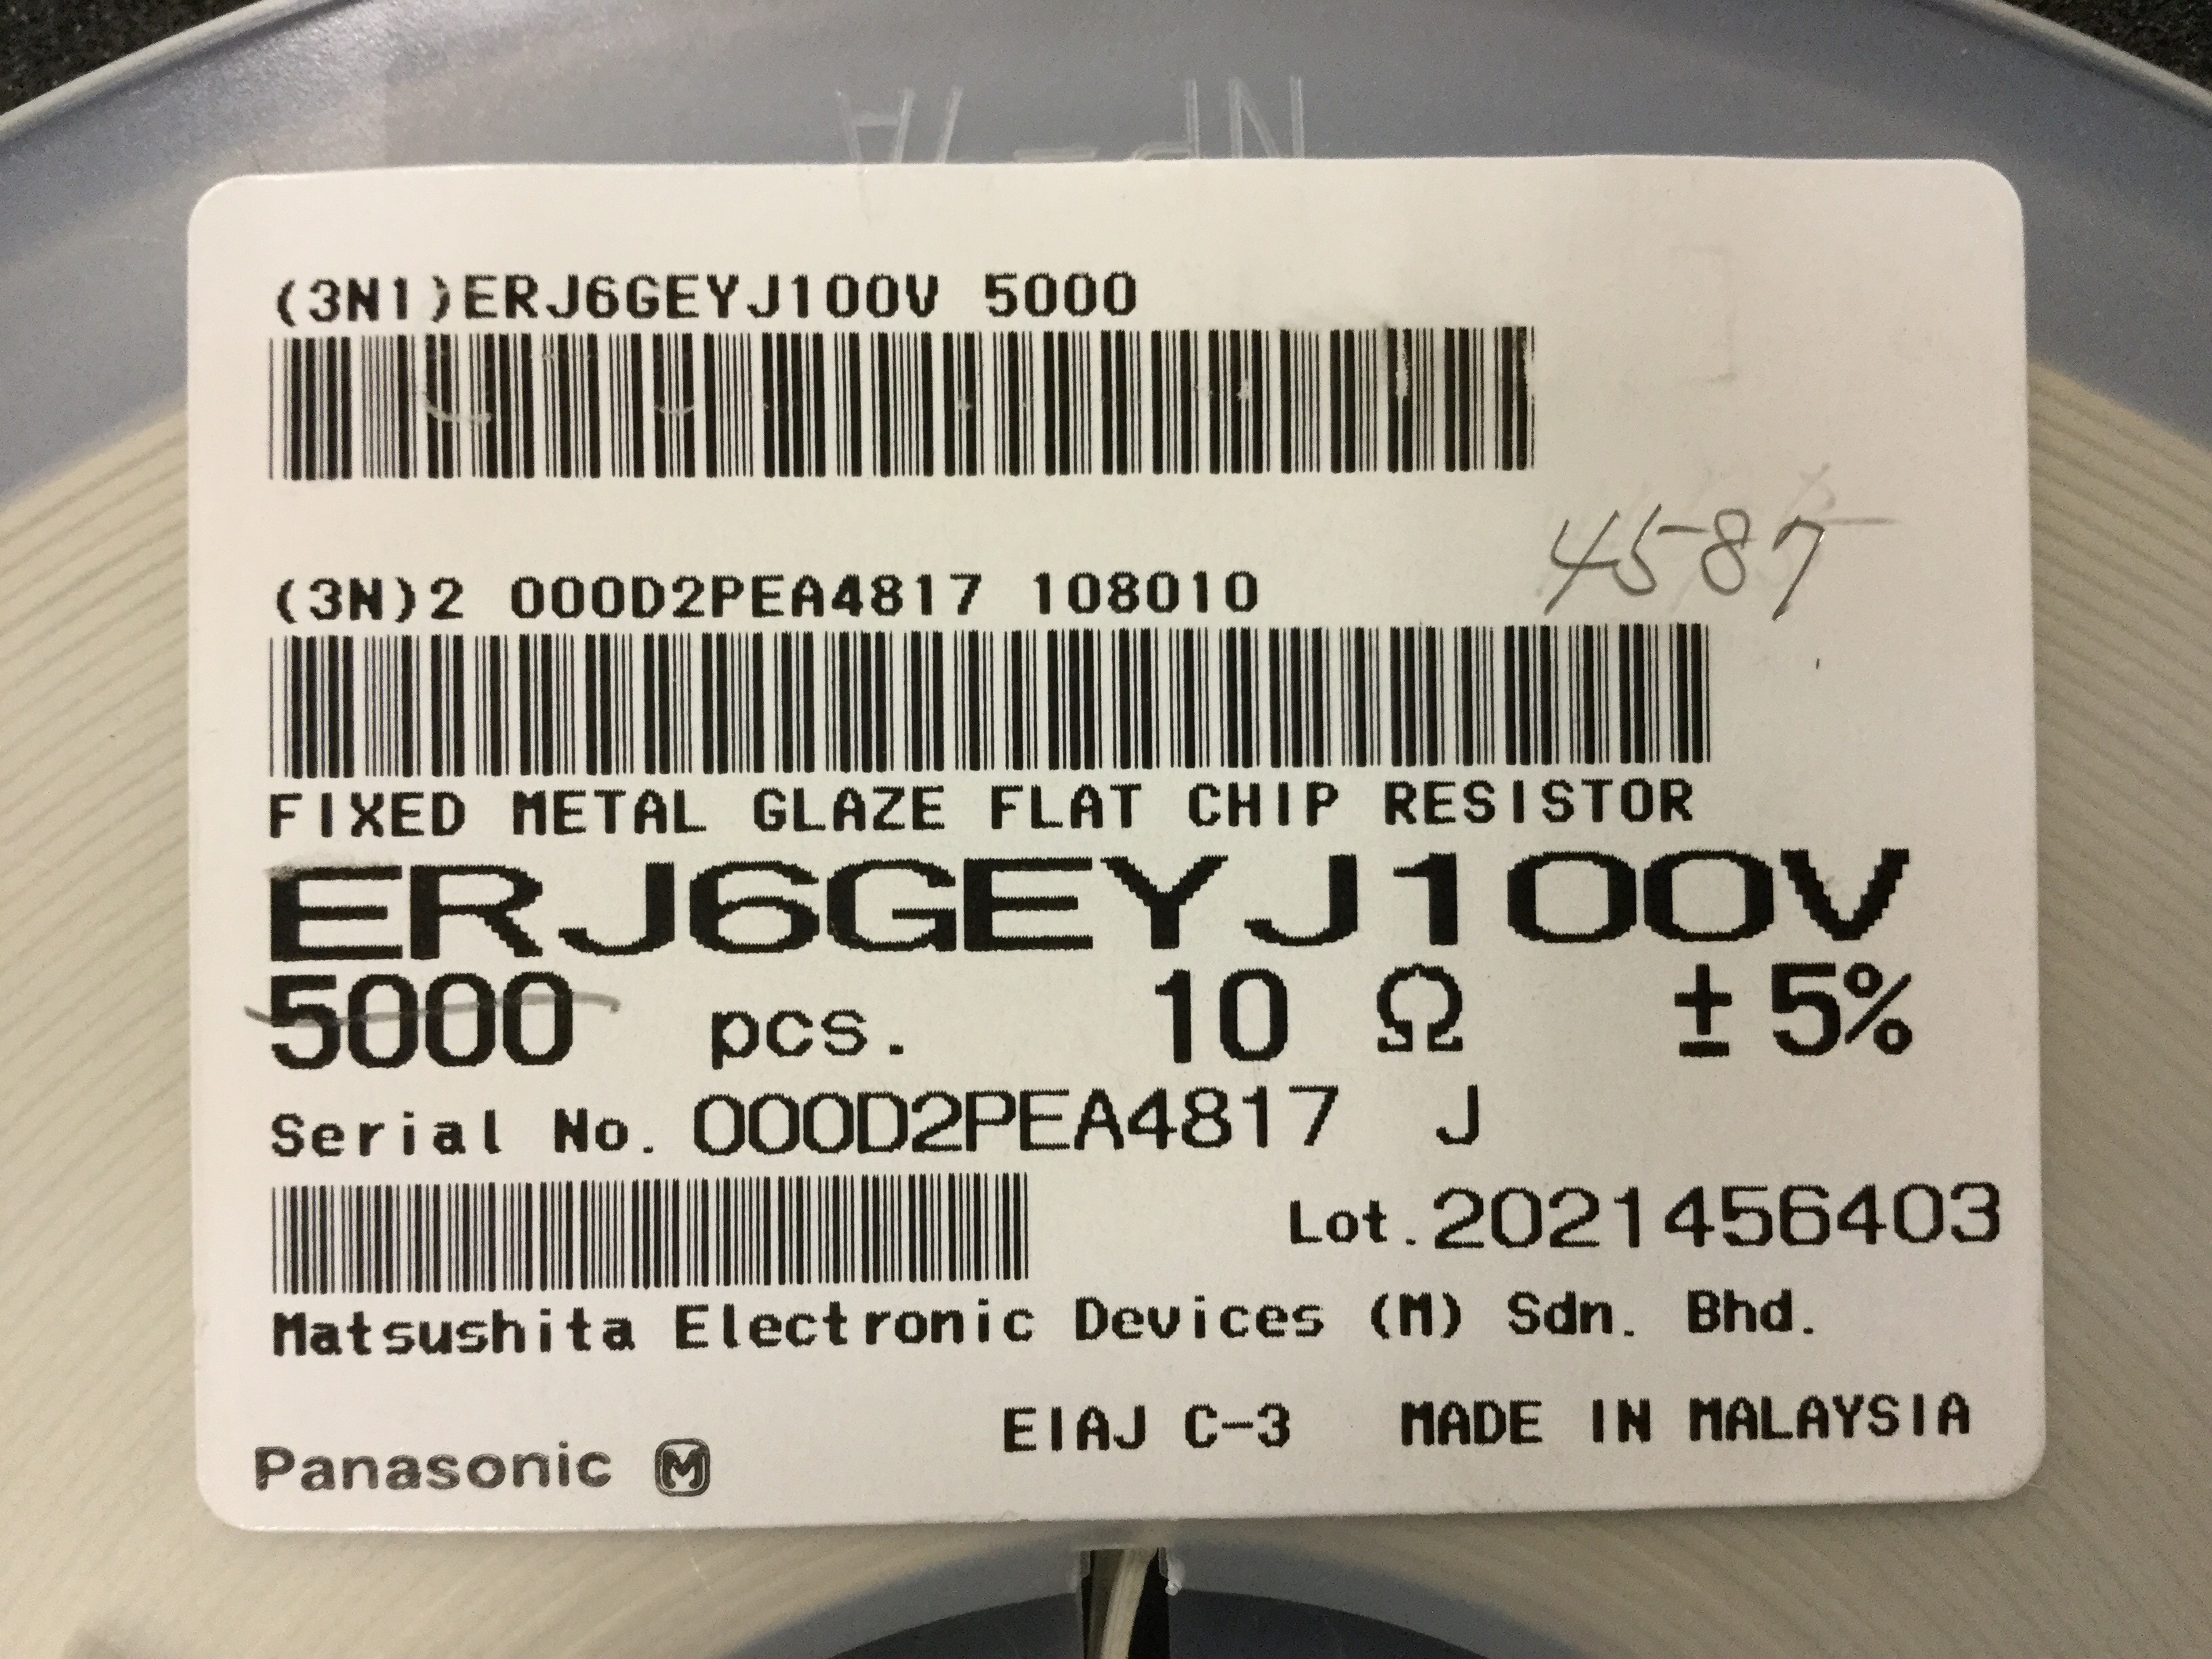 (3N1)ERJ6GEYJ100V 5000
4587
(3N)2 000D2PEA4817 108010
FIXED METAL GLAZE FLAT CHIP RESISTOR
ERJ6GEYJ100V
5000 pcs. 10 Ω ± 5%
Serial No. 000D2PEA4817 J
Lot.2021456403
Matsushita Electronic Devices (M) Sdn. Bhd.
EIAJ C-3 MADE IN MALAYSIA
Panasonic M